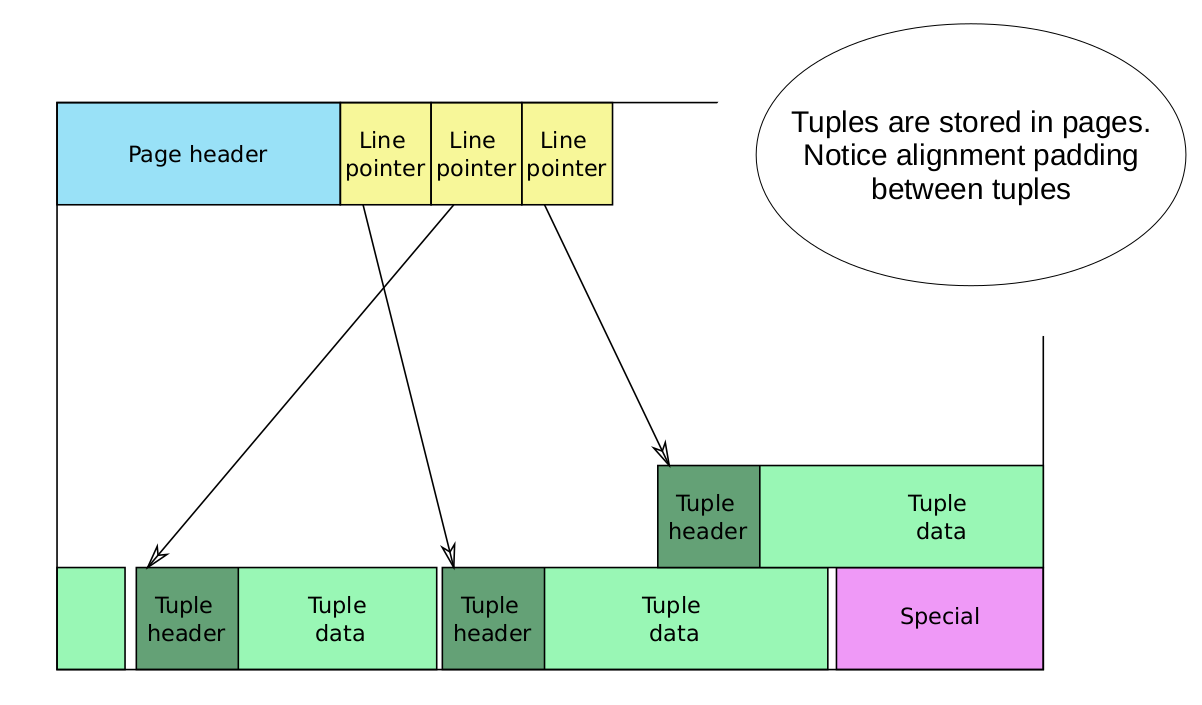 Tuples are stored in pages.
Notice alignment padding
between tuples
Page header
Line
pointer
Line
pointer
Line
pointer
Tuple
header
Tuple
data
Tuple
header
Tuple
data
Tuple
header
Tuple
data
Special